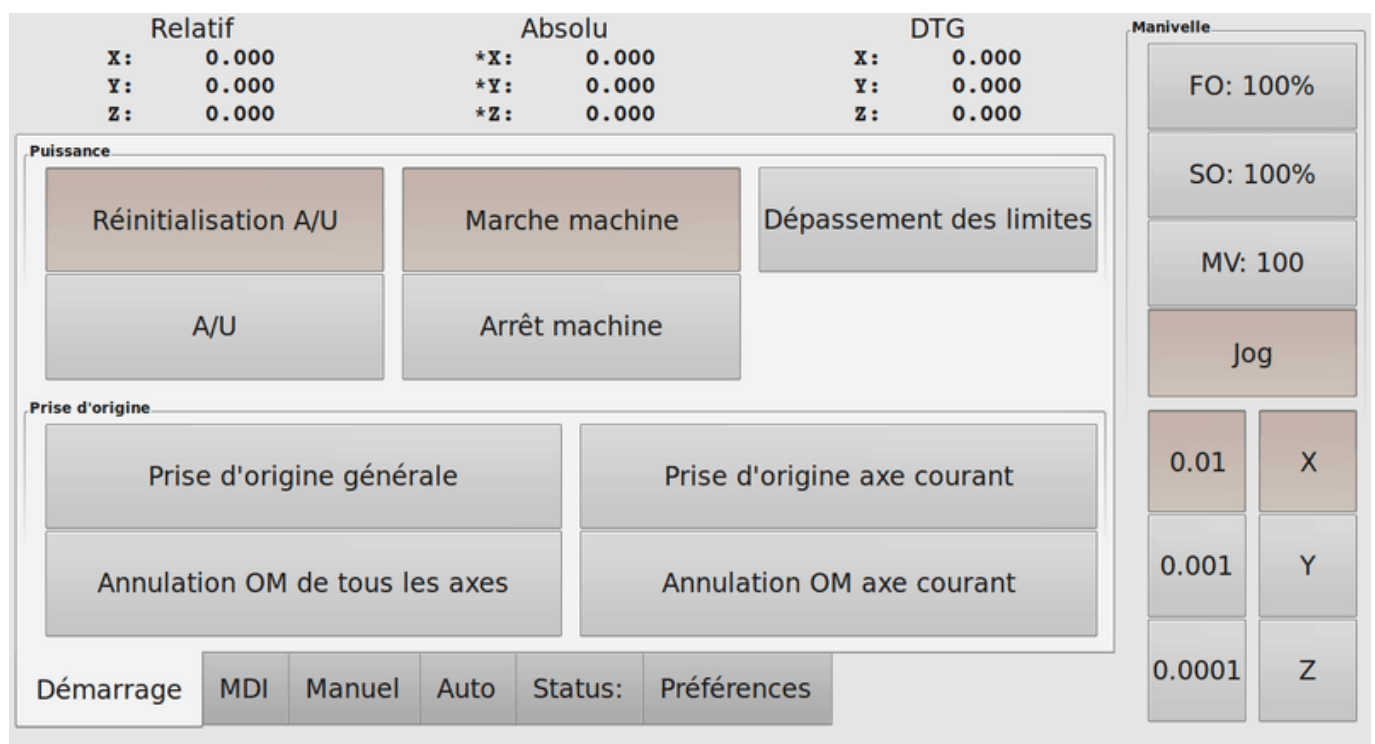 Relatif Absolu DTG
X: 0.000 *X: 0.000 X: 0.000
Y: 0.000 *Y: 0.000 Y: 0.000
Z: 0.000 *Z: 0.000 Z: 0.000
Puissance
Réinitialisation A/U Marche machine Dépassement des limites
A/U Arrêt machine
Prise d'origine
Prise d'origine générale Prise d'origine axe courant
Annulation OM de tous les axes Annulation OM axe courant
Démarrage MDI Manuel Auto Status: Préférences
Manivelle
FO: 100%
SO: 100%
MV: 100
Jog
0.01 X
0.001 Y
0.0001 Z